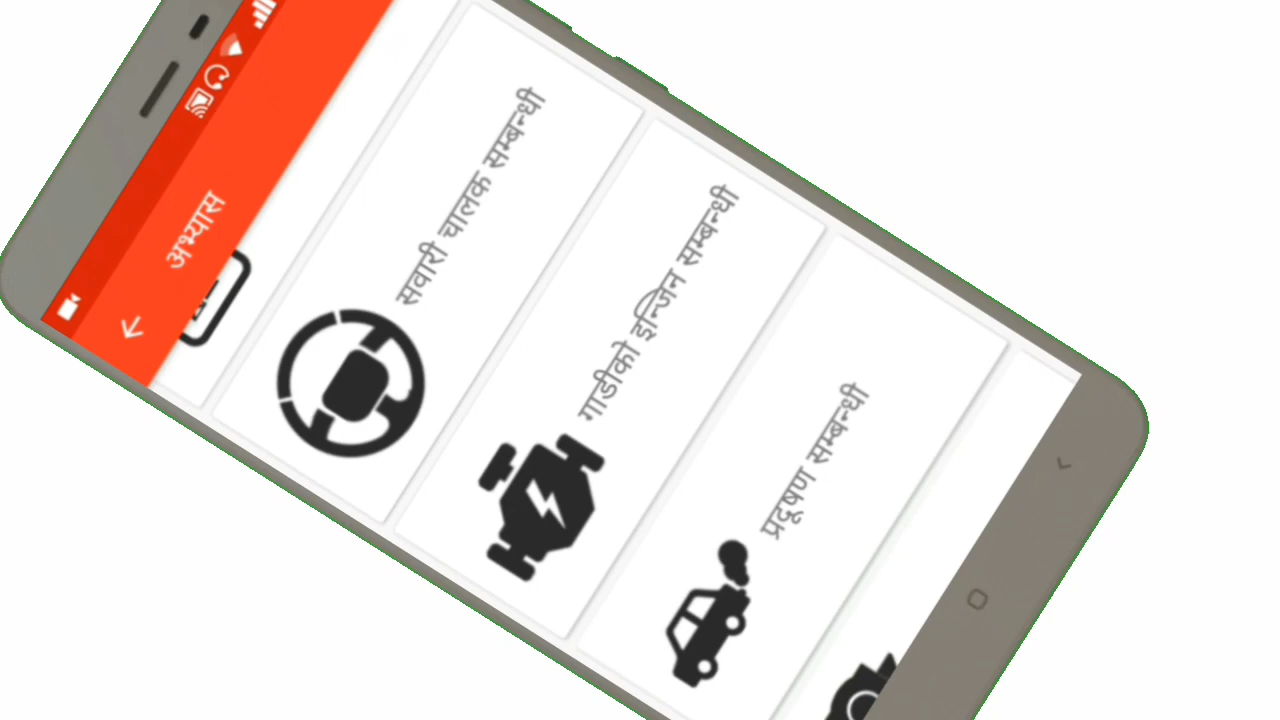 अभ्यास
सवारी चालक सम्बन्धी
गाडीको इन्जिन सम्बन्धी
प्रदूषण सम्बन्धी